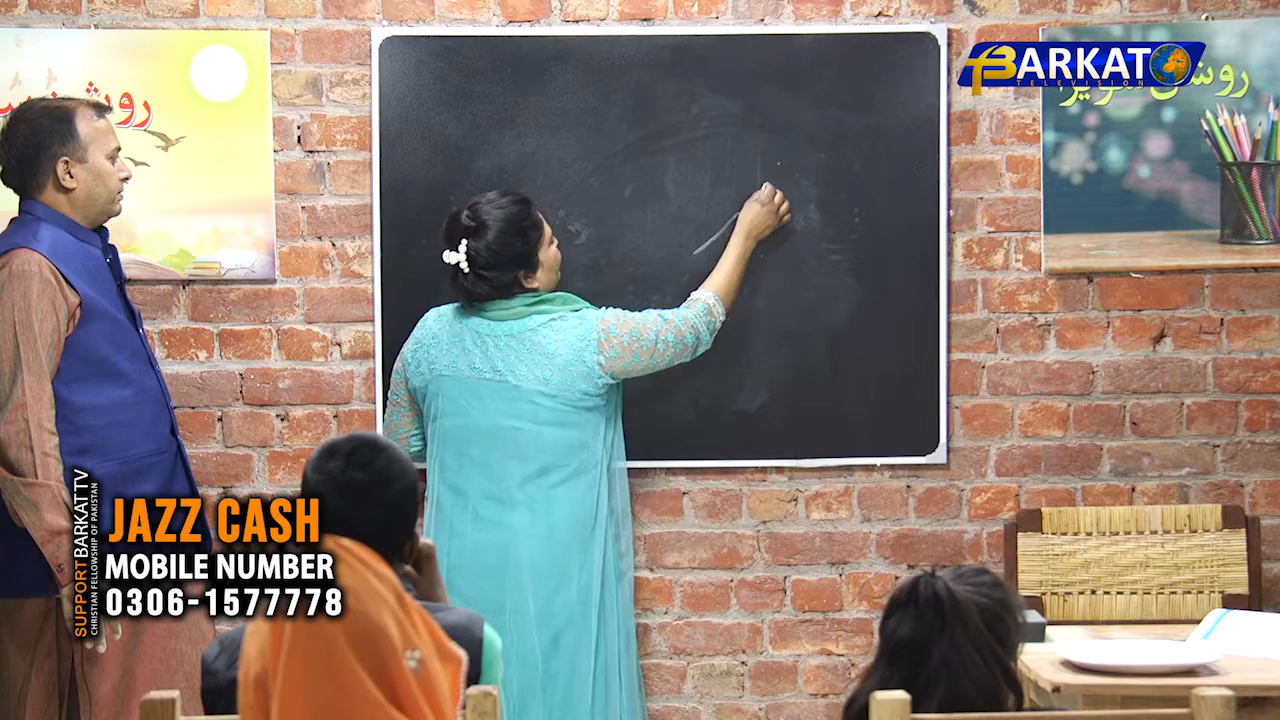 BARKAT
TELEVISION
SUPPORT BARKAT TV
CHRISTIAN FELLOWSHIP OF PAKISTAN
JAZZ CASH
MOBILE NUMBER
0306-1577778